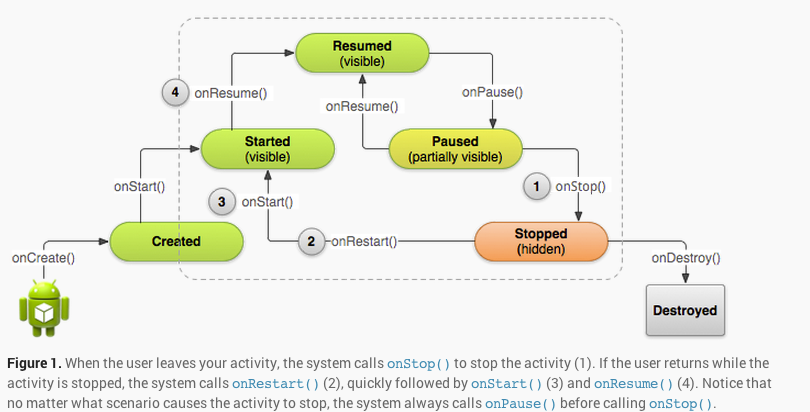 Resumed
(visible)
4
onResume()
onResume()
onPause()
Started
(visible)
Paused
(partially visible)
onStart()
3
onStart()
1
onStop()
Created
2
onRestart()
Stopped
(hidden)
onCreate()
onDestroy()
Destroyed
Figure 1. When the user leaves your activity, the system calls onStop() to stop the activity (1). If the user returns while the
activity is stopped, the system calls onRestart() (2), quickly followed by onStart() (3) and onResume() (4). Notice that
no matter what scenario causes the activity to stop, the system always calls onPause() before calling onStop().